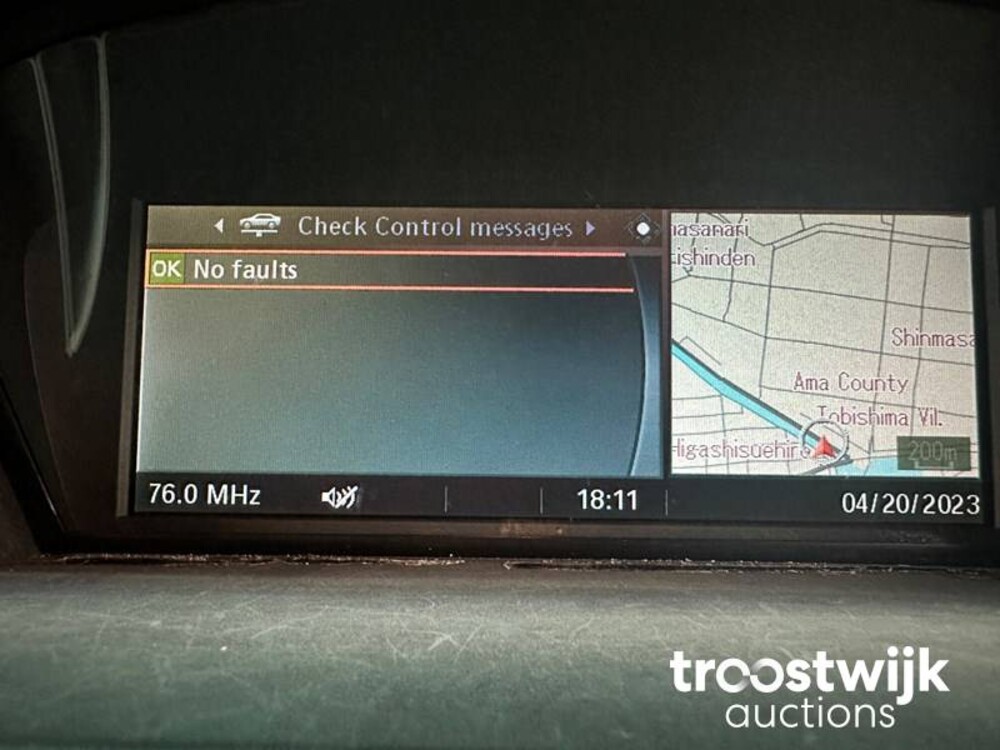 Check Control messages
OK No faults
ishinden
Shinmasa
Ama County
Tobishima Vil.
Higashisuehiro
200m
76.0 MHz
18:11
04/20/2023
troostwijk
auctions